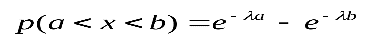 p(a < x < b) = e^{-λa} - e^{-λb}